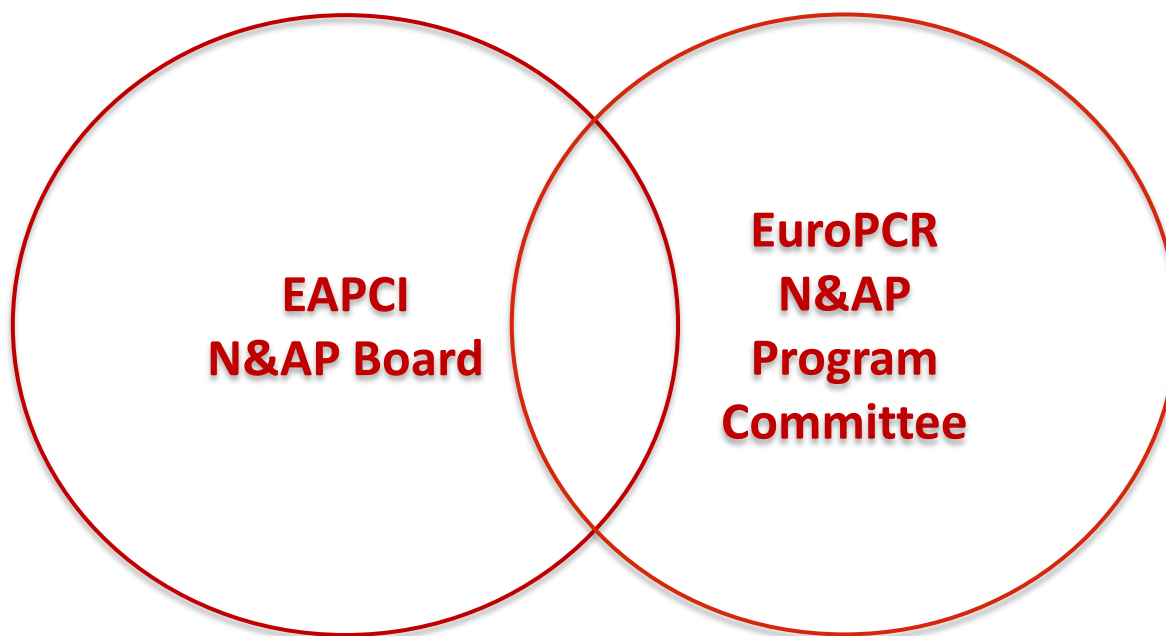 EAPCI
N&AP Board
EuroPCR
N&AP
Program
Committee